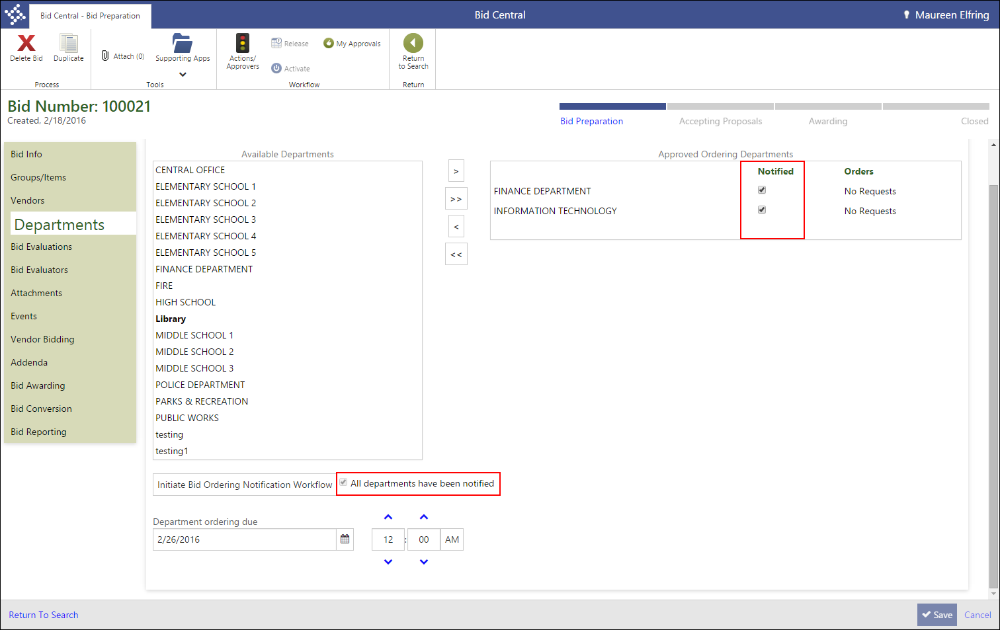 Bid Central - Bid Preparation
Bid Central
Maureen Elfring
Delete Bid
Duplicate
Process
Attach (0)
Supporting Apps
Tools
Actions/
Approvers
Release
My Approvals
Activate
Workflow
Return
to Search
Return
Bid Number: 100021
Created, 2/18/2016
Bid Preparation
Accepting Proposals
Awarding
Closed
Bid Info
Groups/Items
Vendors
Departments
Bid Evaluations
Bid Evaluators
Attachments
Events
Vendor Bidding
Addenda
Bid Awarding
Bid Conversion
Bid Reporting
Available Departments
CENTRAL OFFICE
ELEMENTARY SCHOOL 1
ELEMENTARY SCHOOL 2
ELEMENTARY SCHOOL 3
ELEMENTARY SCHOOL 4
ELEMENTARY SCHOOL 5
FINANCE DEPARTMENT
FIRE
HIGH SCHOOL
Library
MIDDLE SCHOOL 1
MIDDLE SCHOOL 2
MIDDLE SCHOOL 3
POLICE DEPARTMENT
PARKS & RECREATION
PUBLIC WORKS
testing
testing1
>
>>
<
<<
Approved Ordering Departments
Notified Orders
FINANCE DEPARTMENT No Requests
INFORMATION TECHNOLOGY No Requests
Initiate Bid Ordering Notification Workflow
All departments have been notified
Department ordering due
2/26/2016
12 : 00 AM
Return To Search
Save
Cancel